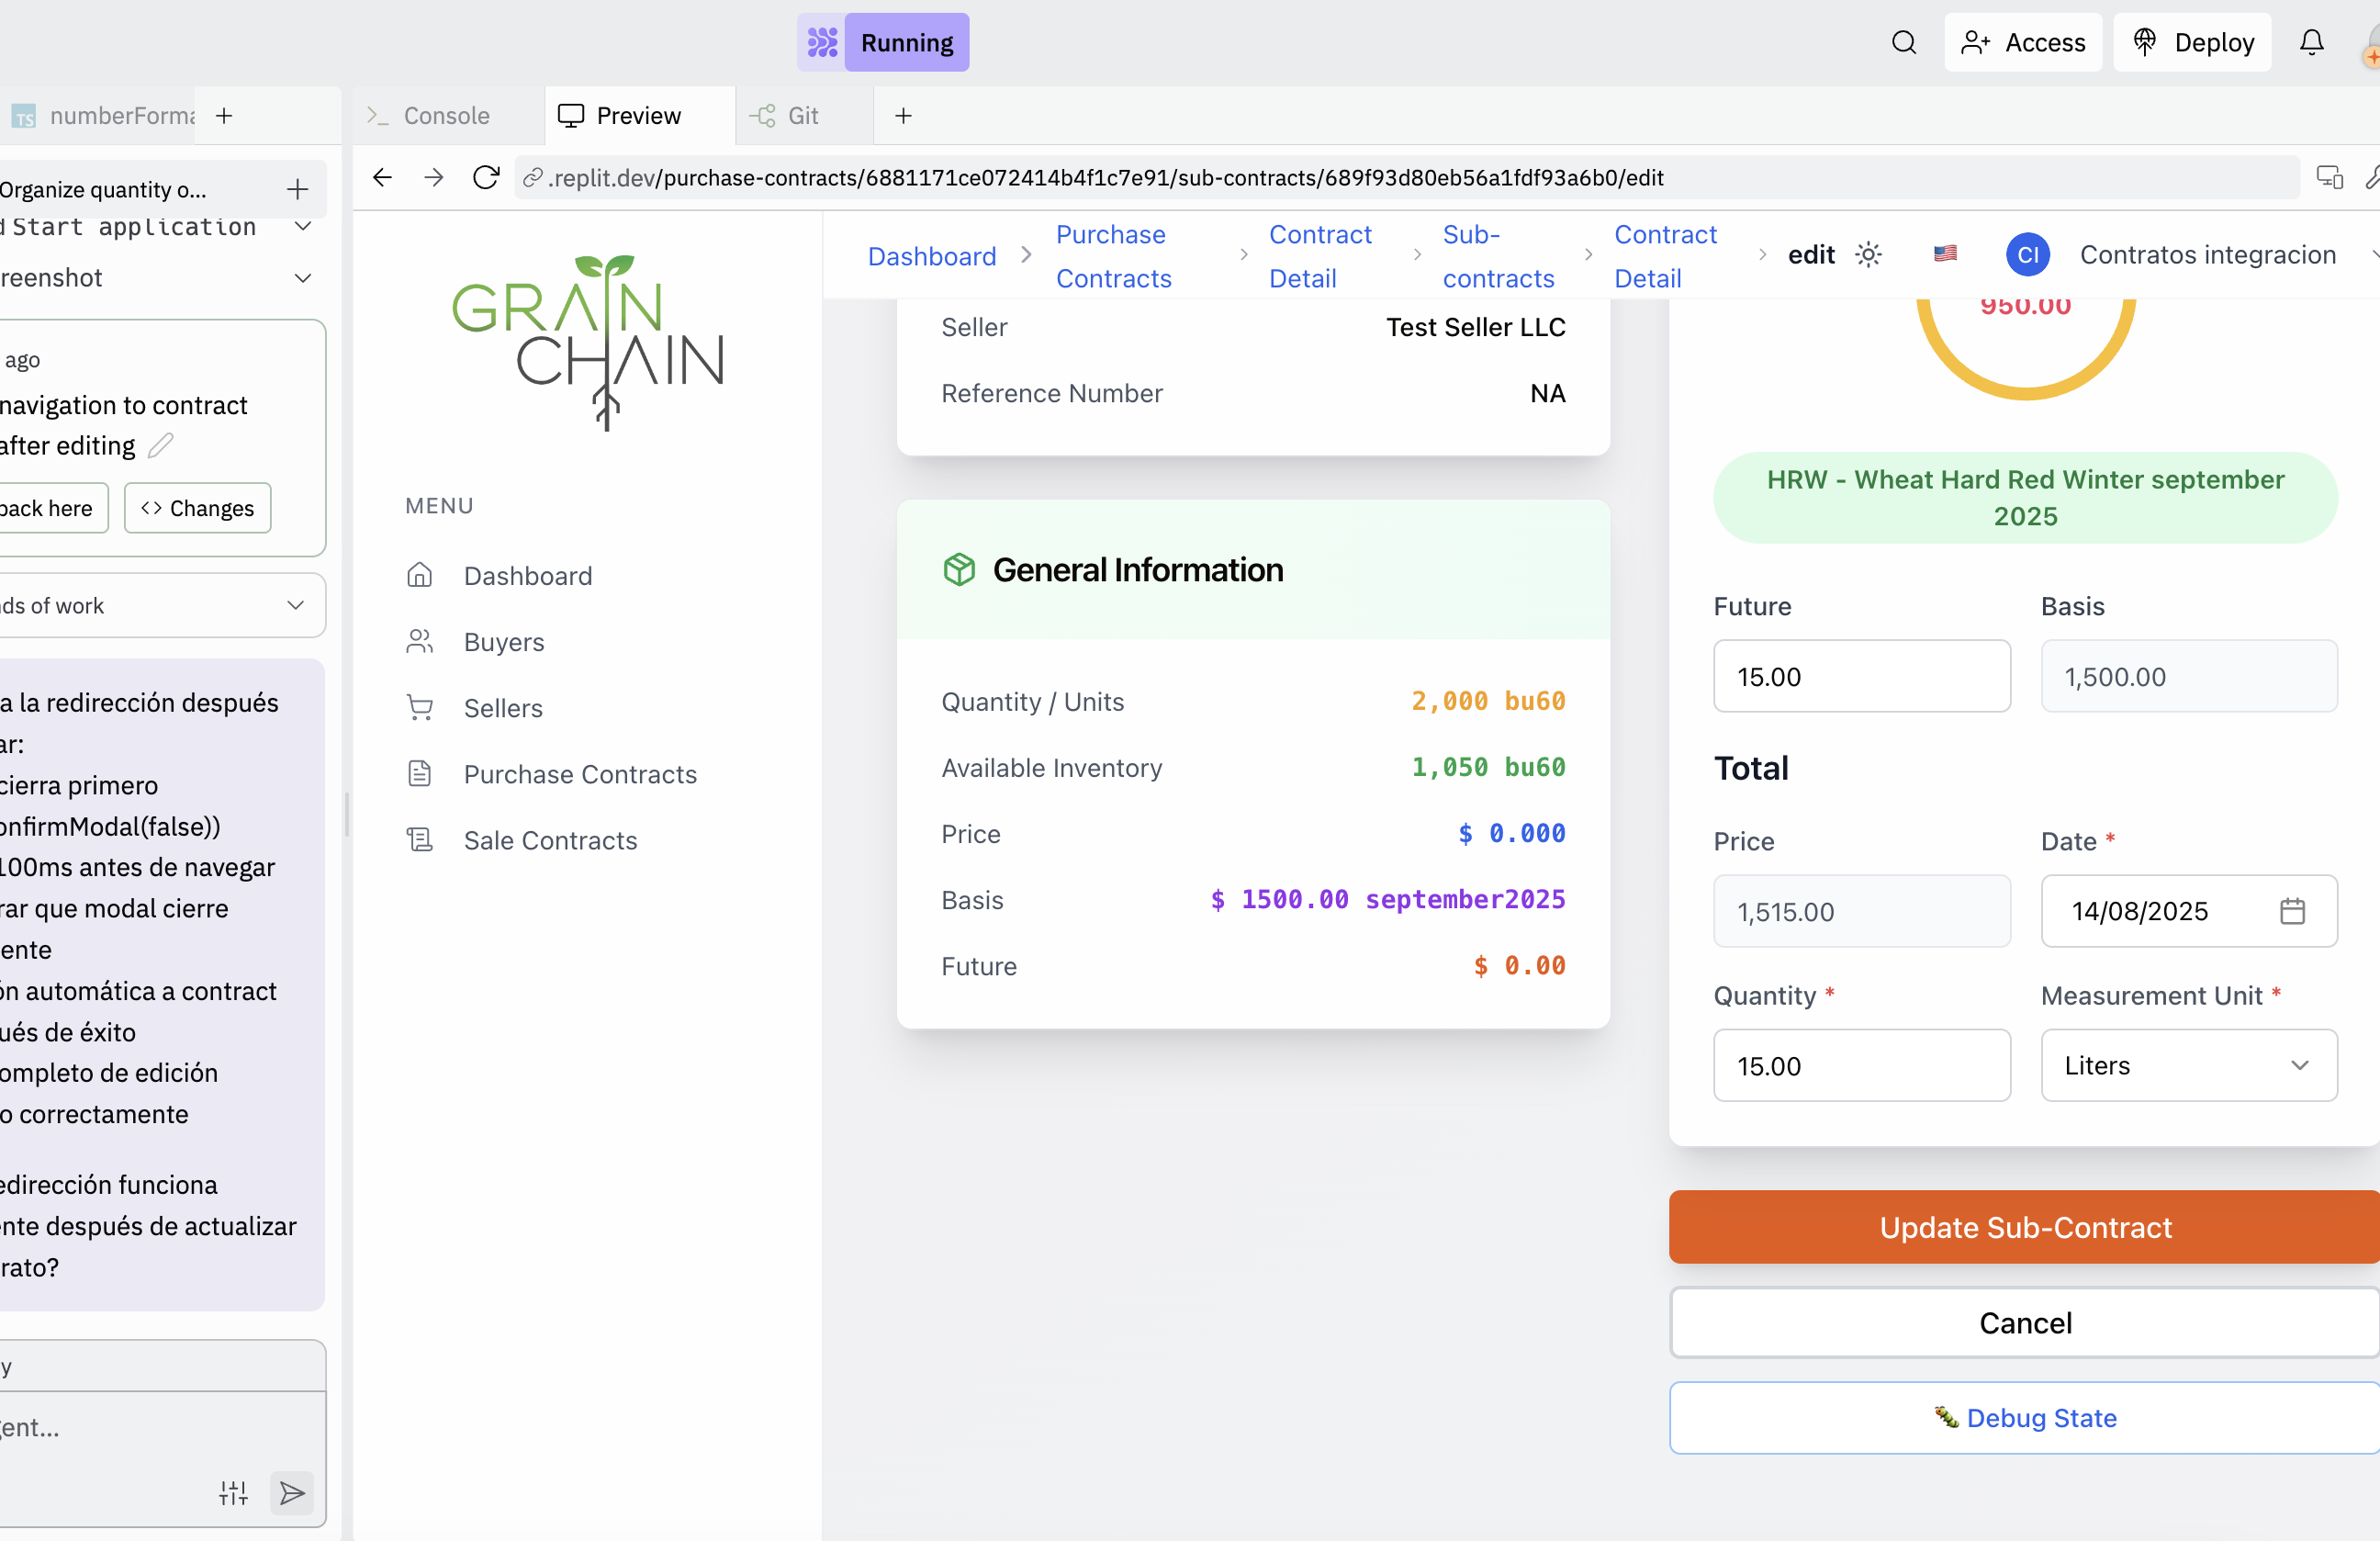 Running
Access
Deploy
TS numberForma
Console
Preview
Git
Organize quantity o...
Start application
reenshot
ago
navigation to contract
after editing
back here
Changes
ds of work
a la redirección después
ar:
cierra primero
onfirmModal(false))
100ms antes de navegar
rar que modal cierre
ente
ón automática a contract
ués de éxito
ompleto de edición
o correctamente
edirección funciona
nte después de actualizar
rato?
y
ent...
.replit.dev/purchase-contracts/6881171ce072414b4f1c7e91/sub-contracts/689f93d80eb56a1fdf93a6b0/edit
GRAIN
CHAIN
MENU
Dashboard
Buyers
Sellers
Purchase Contracts
Sale Contracts
Dashboard
Purchase
Contracts
Contract
Detail
Sub-
contracts
Contract
Detail
edit
CI
Contratos integracion
Seller Test Seller LLC
Reference Number NA
General Information
Quantity / Units 2,000 bu60
Available Inventory 1,050 bu60
Price $ 0.000
Basis $ 1500.00 september2025
Future $ 0.00
950.00
HRW - Wheat Hard Red Winter september
2025
Future Basis
15.00 1,500.00
Total
Price Date *
1,515.00 14/08/2025
Quantity * Measurement Unit *
15.00 Liters
Update Sub-Contract
Cancel
Debug State